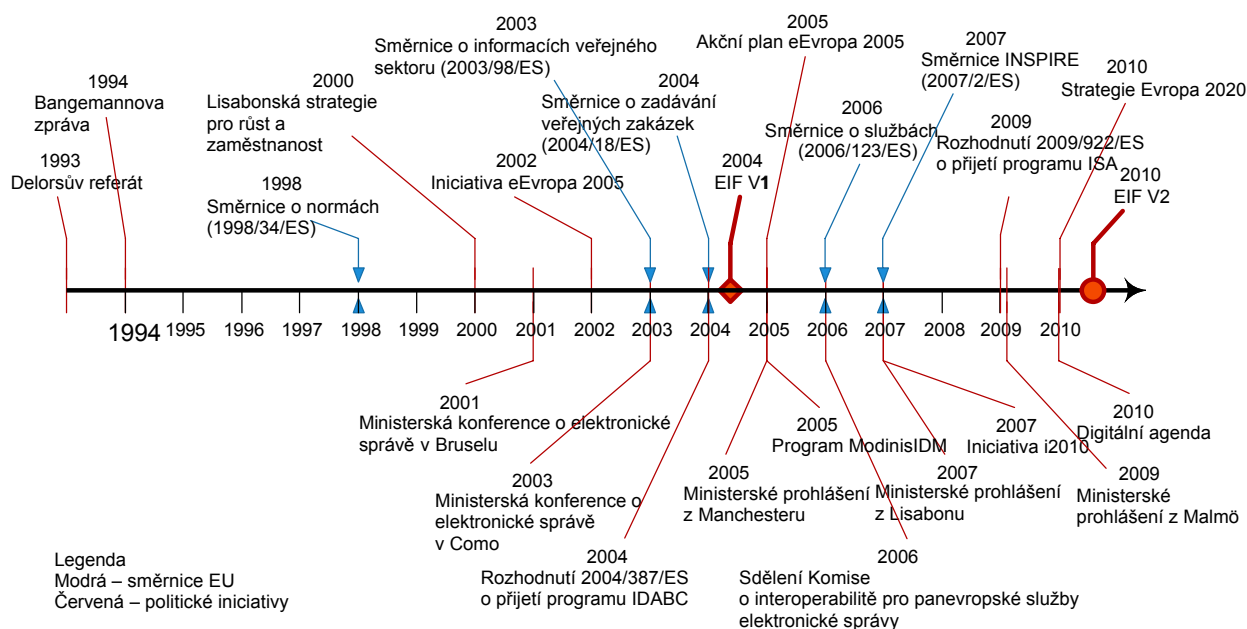 1993
Delorsův referát
1994
Bangemannova
zpráva
1998
Směrnice o normách
(1998/34/ES)
2000
Lisabonská strategie
pro růst a
zaměstnanost
2002
Iniciativa eEvropa 2005
2003
Směrnice o informacích veřejného
sektoru (2003/98/ES)
2004
Směrnice o zadávání
veřejných zakázek
(2004/18/ES)
2004
EIF V1
2005
Akční plan eEvropa 2005
2006
Směrnice o službách
(2006/123/ES)
2007
Směrnice INSPIRE
(2007/2/ES)
2009
Rozhodnutí 2009/922/ES
o přijetí programu ISA
2010
Strategie Evropa 2020
2010
EIF V2
1994 1995 1996 1997 1998 1999 2000 2001 2002 2003 2004 2005 2006 2007 2008 2009 2010
2001
Ministerská konference o elektronické
správě v Bruselu
2003
Ministerská konference o
elektronické správě
v Como
2004
Rozhodnutí 2004/387/ES
o přijetí programu IDABC
2005
Ministerské prohlášení
z Manchesteru
2005
Program ModinisIDM
2006
Sdělení Komise
o interoperabilitě pro panevropské služby
elektronické správy
2007
Ministerské prohlášení
z Lisabonu
2007
Iniciativa i2010
2010
Digitální agenda
2009
Ministerské
prohlášení z Malmö
Legenda
Modrá – směrnice EU
Červená – politické iniciativy